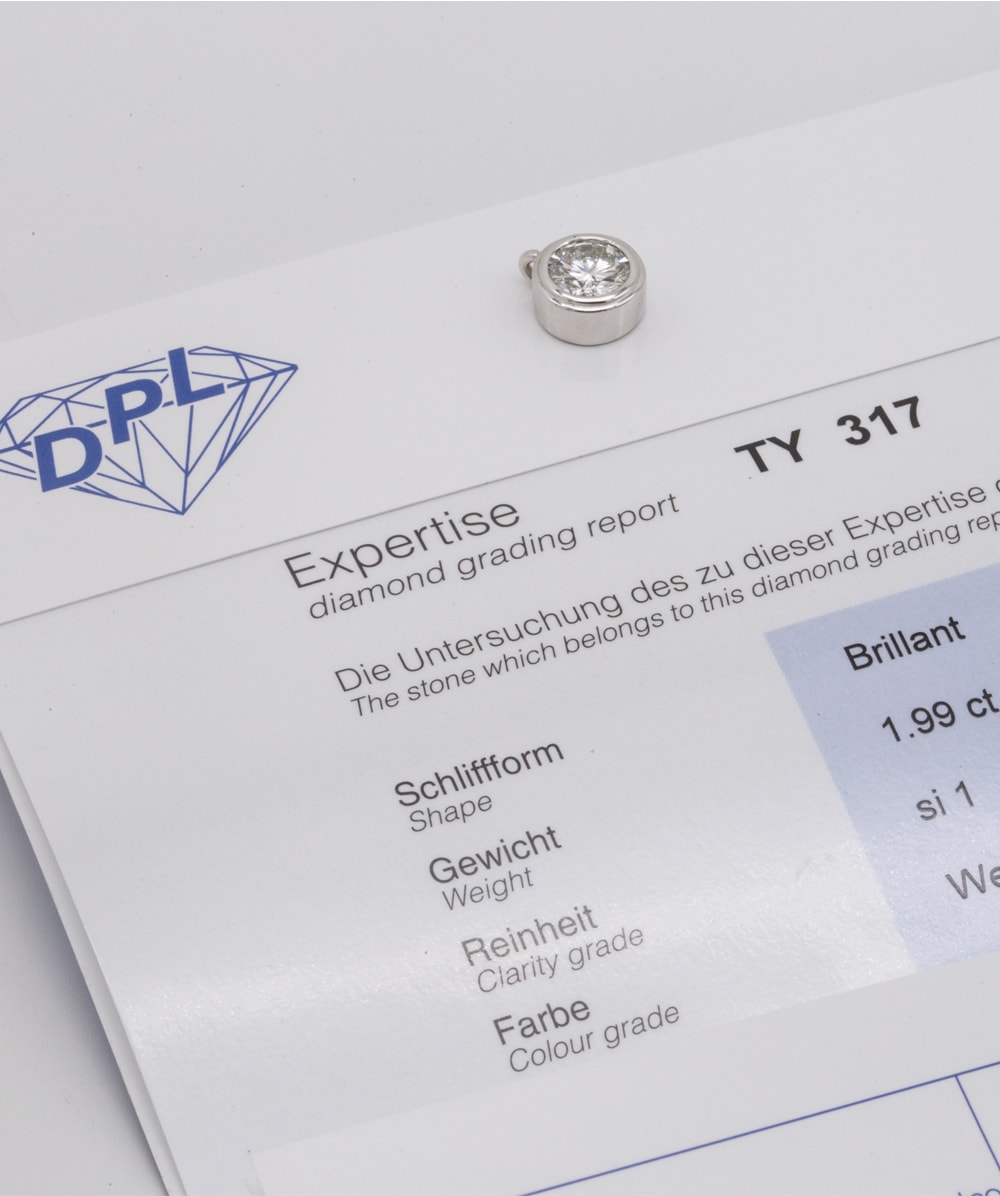 DPL
TY 317
Expertise
diamond grading report
Die Untersuchung des zu dieser Expertise
The stone which belongs to this diamond grading
Schliffform
Shape
Brillant
Gewicht
Weight
1.99 ct
Reinheit
Clarity grade
si 1
Farbe
Colour grade